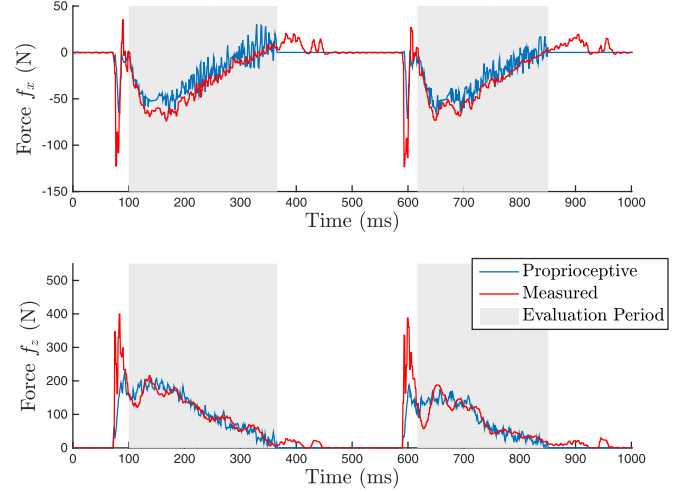 Force f_x (N)
50
0
-50
-100
-150
0 100 200 300 400 500 600 700 800 900 1000
Time (ms)
Force f_z (N)
500
400
300
200
100
0
0 100 200 300 400 500 600 700 800 900 1000
Time (ms)
Proprioceptive
Measured
Evaluation Period